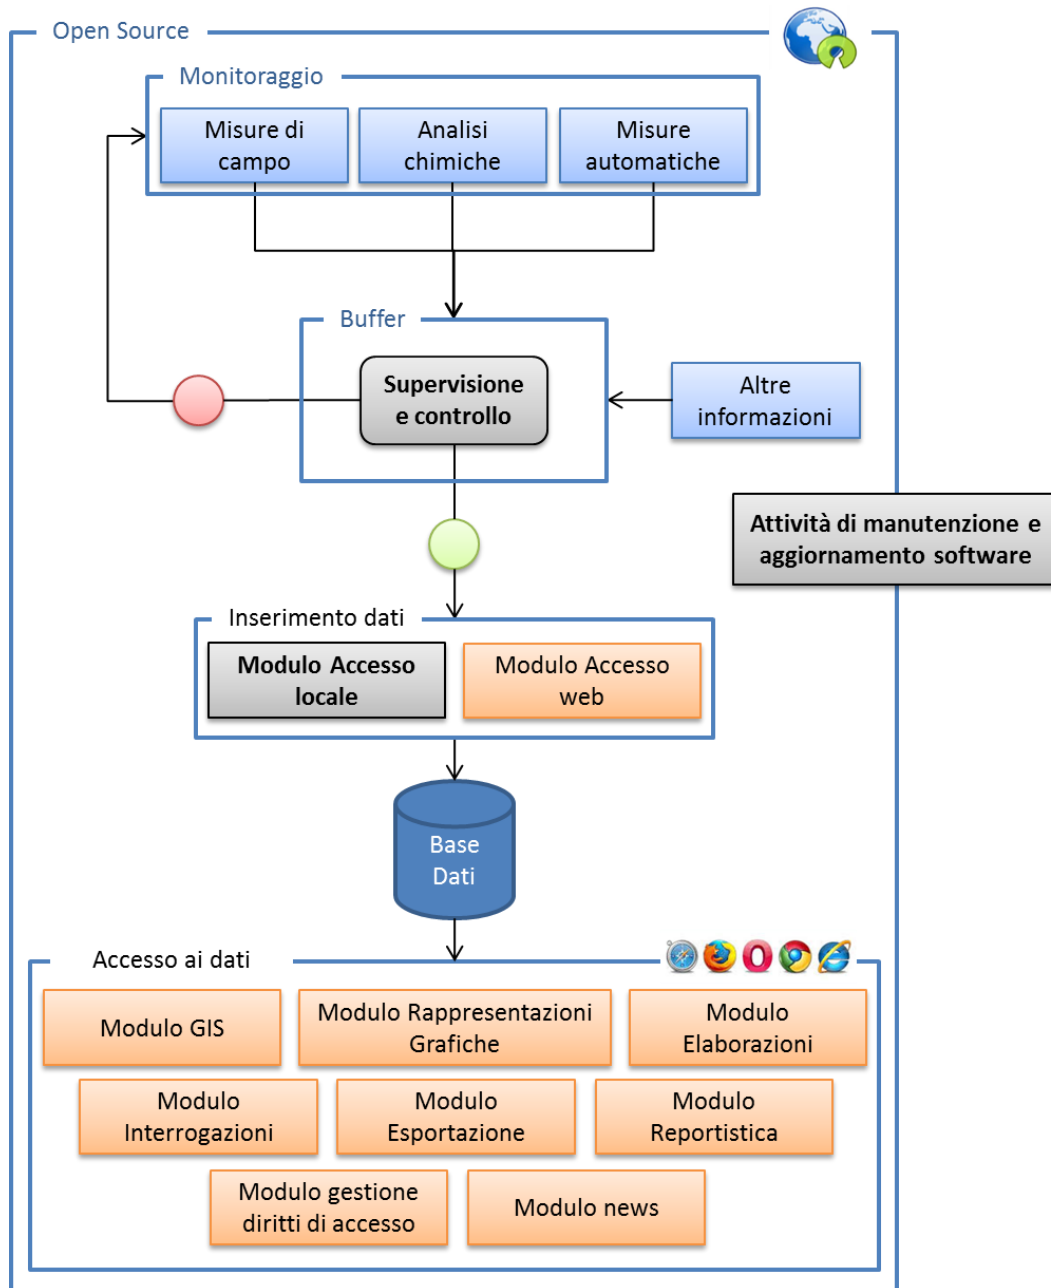 Open Source
Monitoraggio
Misure di
campo
Analisi
chimiche
Misure
automatiche
Buffer
Supervisione
e controllo
Altre
informazioni
Attività di manutenzione e
aggiornamento software
Inserimento dati
Modulo Accesso
locale
Modulo Accesso
web
Base
Dati
Accesso ai dati
Modulo GIS
Modulo Rappresentazioni
Grafiche
Modulo
Elaborazioni
Modulo
Interrogazioni
Modulo
Esportazione
Modulo
Reportistica
Modulo gestione
diritti di accesso
Modulo news